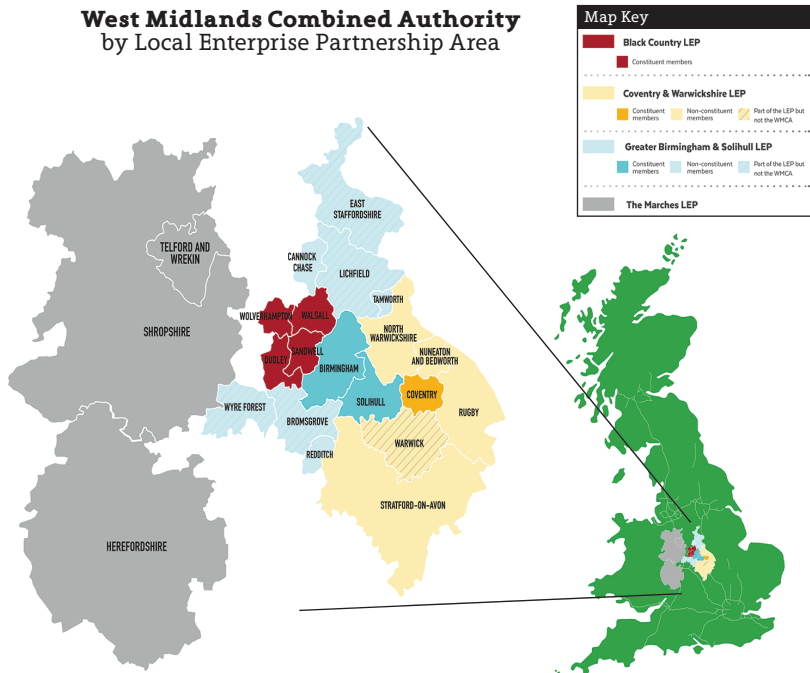 West Midlands Combined Authority
by Local Enterprise Partnership Area
Map Key
Black Country LEP
Constituent members
Coventry & Warwickshire LEP
Constituent
members
Non-constituent
members
Part of the LEP but
not the WMCA
Greater Birmingham & Solihull LEP
Constituent
members
Non-constituent
members
Part of the LEP but
not the WMCA
The Marches LEP
EAST
STAFFORDSHIRE
TELFORD AND
WREKIN
CANNOCK
CHASE
LICHFIELD
TAMWORTH
WOLVERHAMPTON
WALSALL
SHROPSHIRE
NORTH
WARWICKSHIRE
SANDWELL
DUDLEY
NUNEATON
AND BEDWORTH
BIRMINGHAM
COVENTRY
SOLIHULL
WYRE FOREST
RUGBY
BROMSGROVE
WARWICK
REDDITCH
STRATFORD-ON-AVON
HEREFORDSHIRE